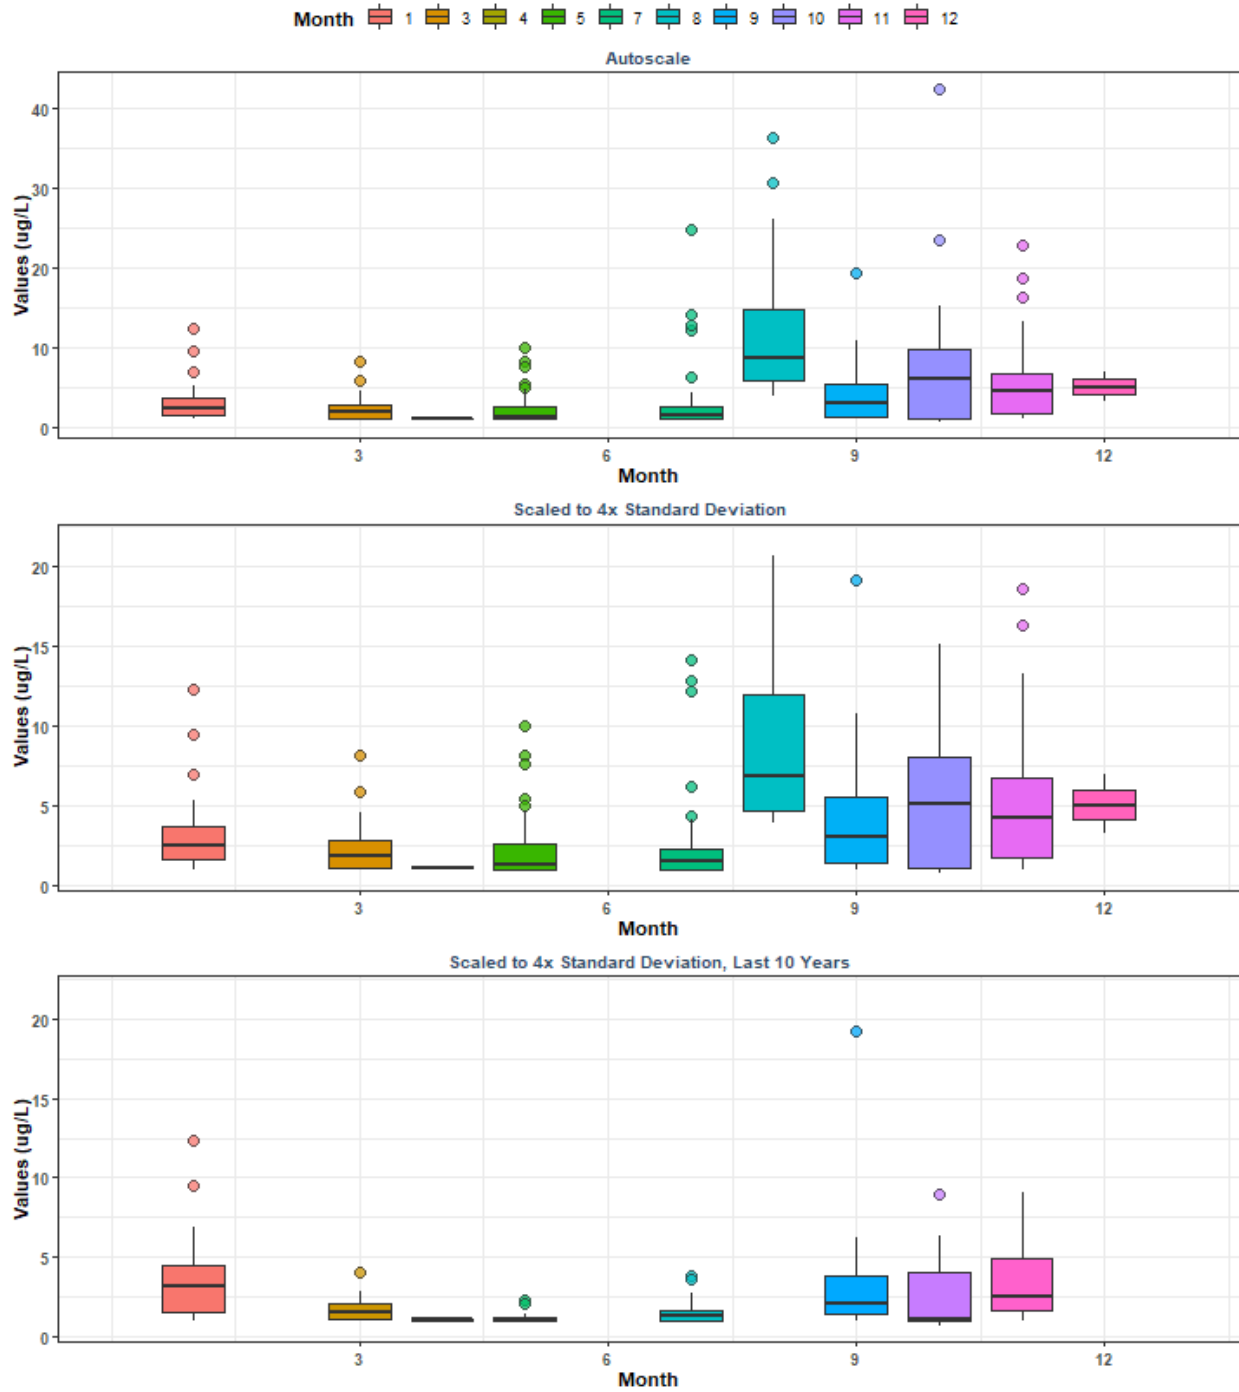 Month 1 3 4 5 7 8 9 10 11 12
Autoscale
Values (ug/L)
40
30
20
10
0
3 6 9 12
Month
Scaled to 4x Standard Deviation
Values (ug/L)
20
15
10
5
0
3 6 9 12
Month
Scaled to 4x Standard Deviation, Last 10 Years
Values (ug/L)
20
15
10
5
0
3 6 9 12
Month